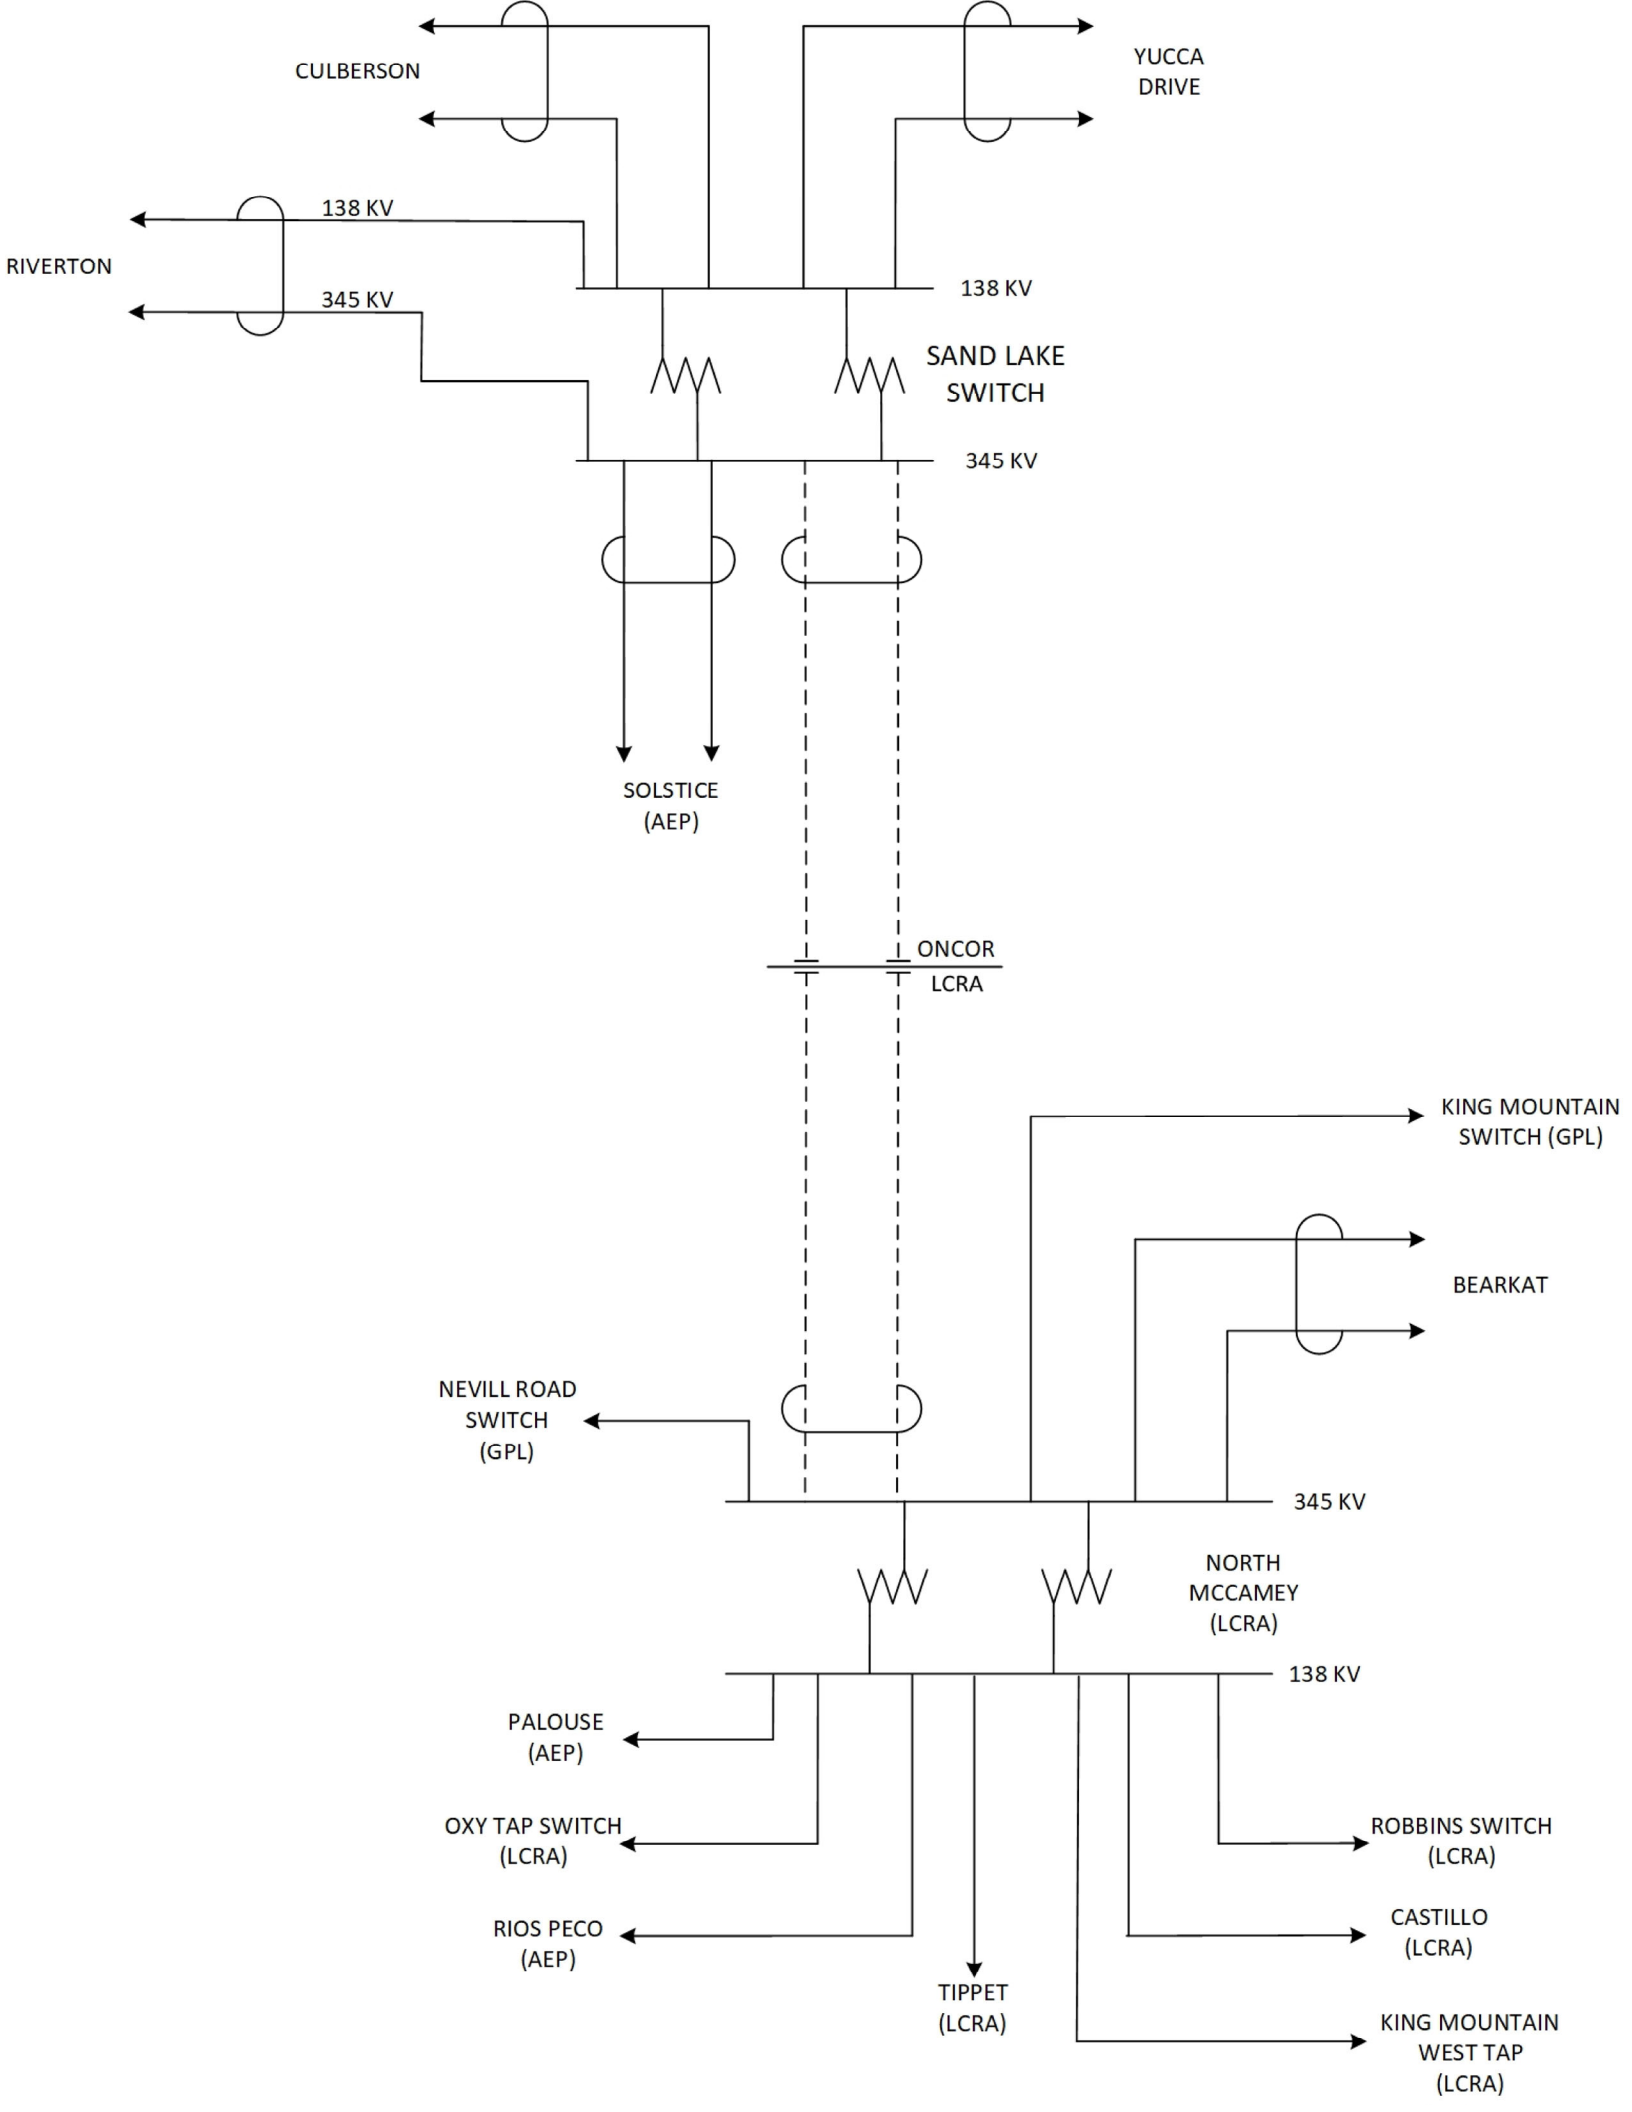 CULBERSON
YUCCA
DRIVE
138 KV
RIVERTON
345 KV
138 KV
SAND LAKE
SWITCH
345 KV
SOLSTICE
(AEP)
ONCOR
LCRA
KING MOUNTAIN
SWITCH (GPL)
BEARKAT
NEVILL ROAD
SWITCH
(GPL)
345 KV
NORTH
MCCAMEY
(LCRA)
138 KV
PALOUSE
(AEP)
OXY TAP SWITCH
(LCRA)
ROBBINS SWITCH
(LCRA)
RIOS PECO
(AEP)
CASTILLO
(LCRA)
TIPPET
(LCRA)
KING MOUNTAIN
WEST TAP
(LCRA)